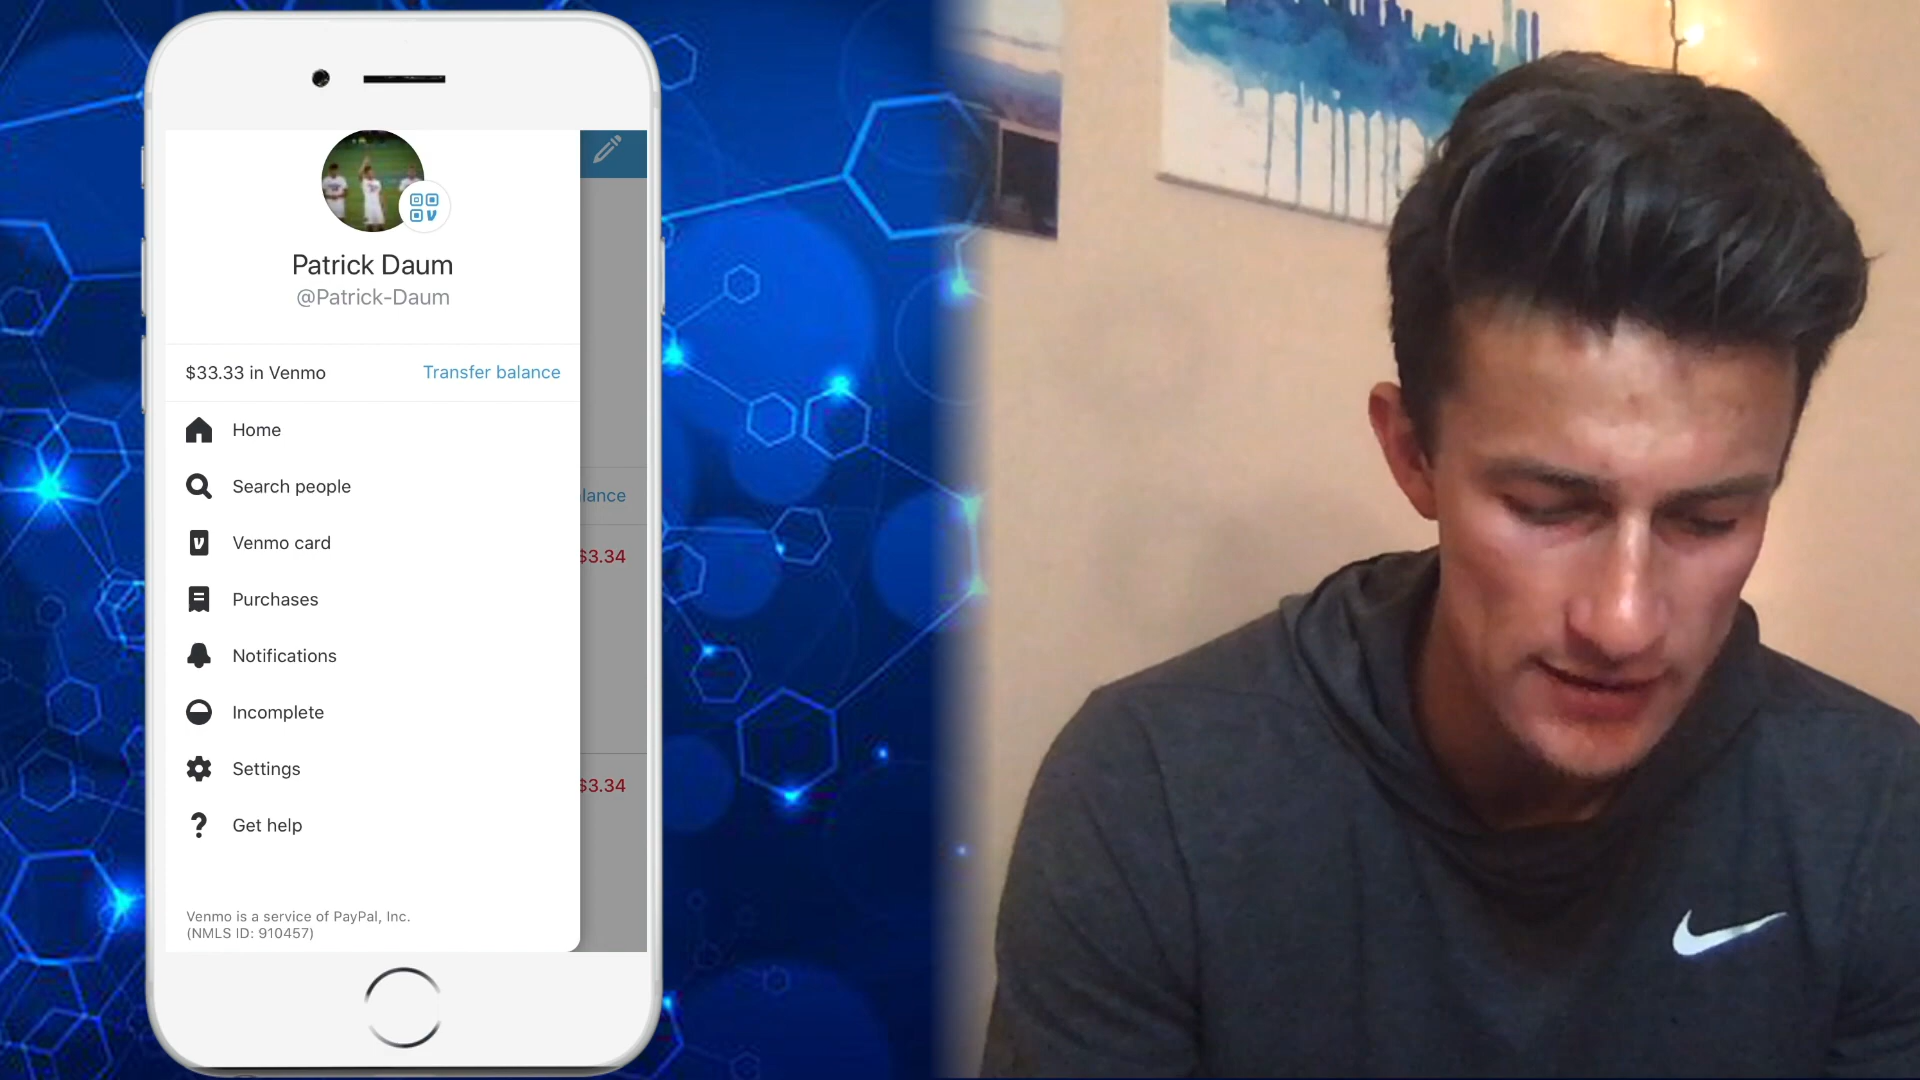 Patrick Daum
@Patrick-Daum
$33.33 in Venmo
Transfer balance
Home
Search people
Venmo card
Purchases
Notifications
Incomplete
Settings
Get help
Venmo is a service of PayPal, Inc.
(NMLS ID: 910457)
lance
$3.34
$3.34